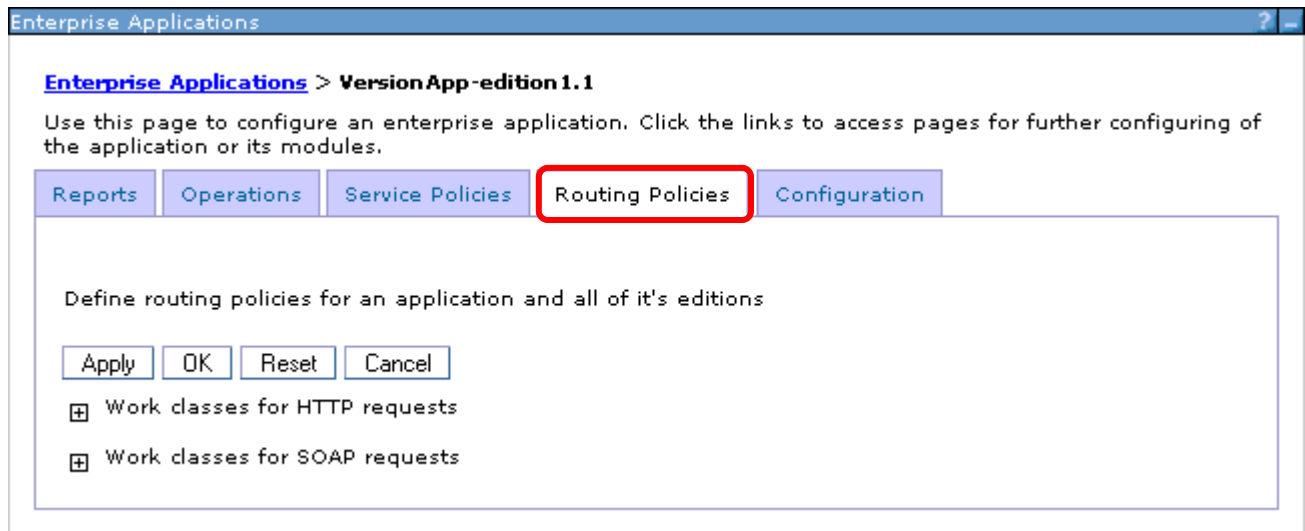 Enterprise Applications ? _
Enterprise Applications > VersionApp-edition1.1
Use this page to configure an enterprise application. Click the links to access pages for further configuring of
the application or its modules.
Reports Operations Service Policies Routing Policies Configuration
Define routing policies for an application and all of it's editions
Apply OK Reset Cancel
+ Work classes for HTTP requests
+ Work classes for SOAP requests